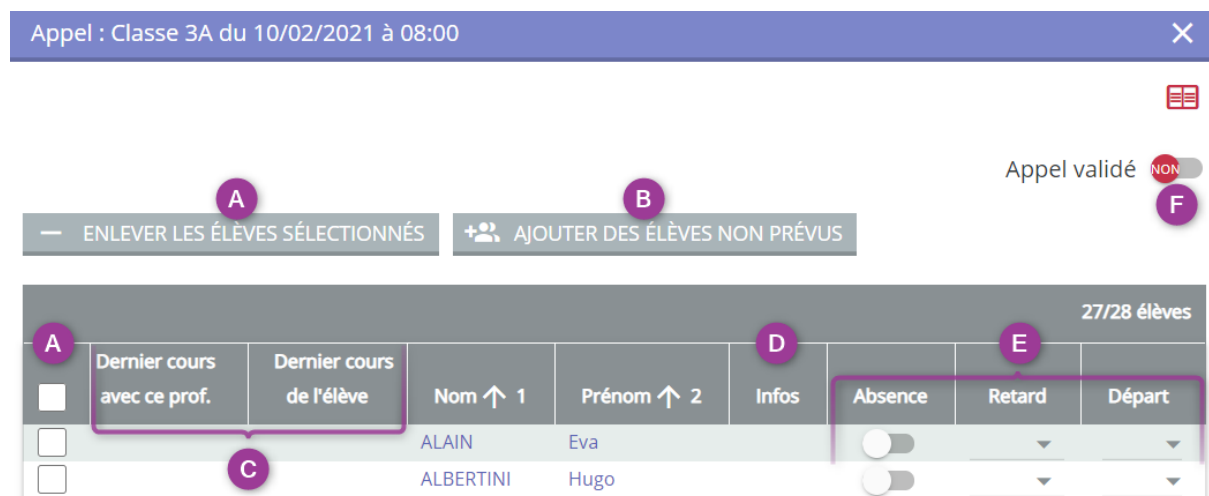 Appel : Classe 3A du 10/02/2021 à 08:00
Appel validé NON
F
A
B
ENLEVER LES ÉLÈVES SÉLECTIONNÉS
AJOUTER DES ÉLÈVES NON PRÉVUS
27/28 élèves
A
D
E
Dernier cours avec ce prof.
Dernier cours de l'élève
Nom 1
Prénom 2
Infos
Absence
Retard
Départ
ALAIN Eva
C
ALBERTINI Hugo